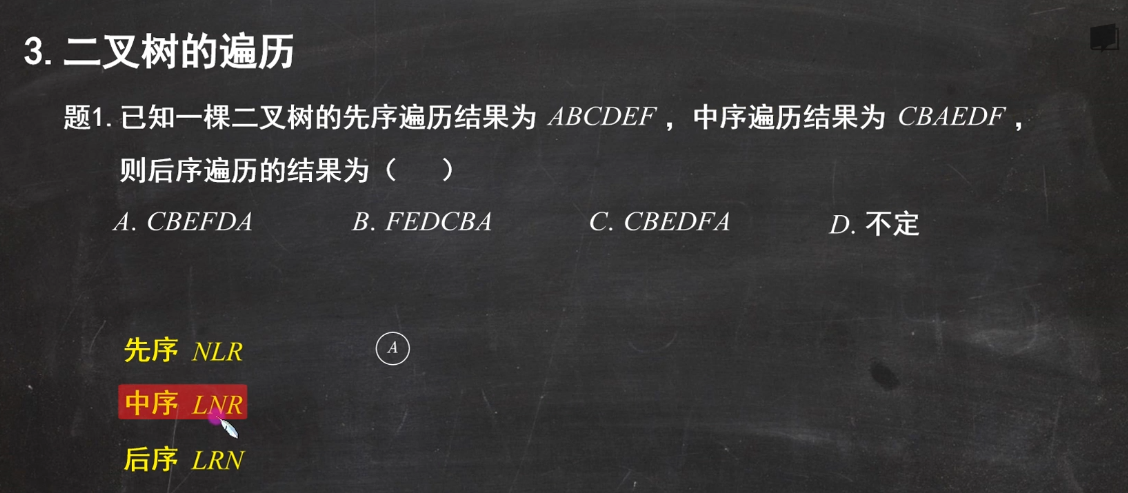 3.二叉树的遍历
题1.已知一棵二叉树的先序遍历结果为 ABCDEF，中序遍历结果为 CBAEDF，
则后序遍历的结果为（ ）
A. CBEFDA B. FEDCBA C. CBEDFA D. 不定
先序 NLR A
中序 LNR
后序 LRN